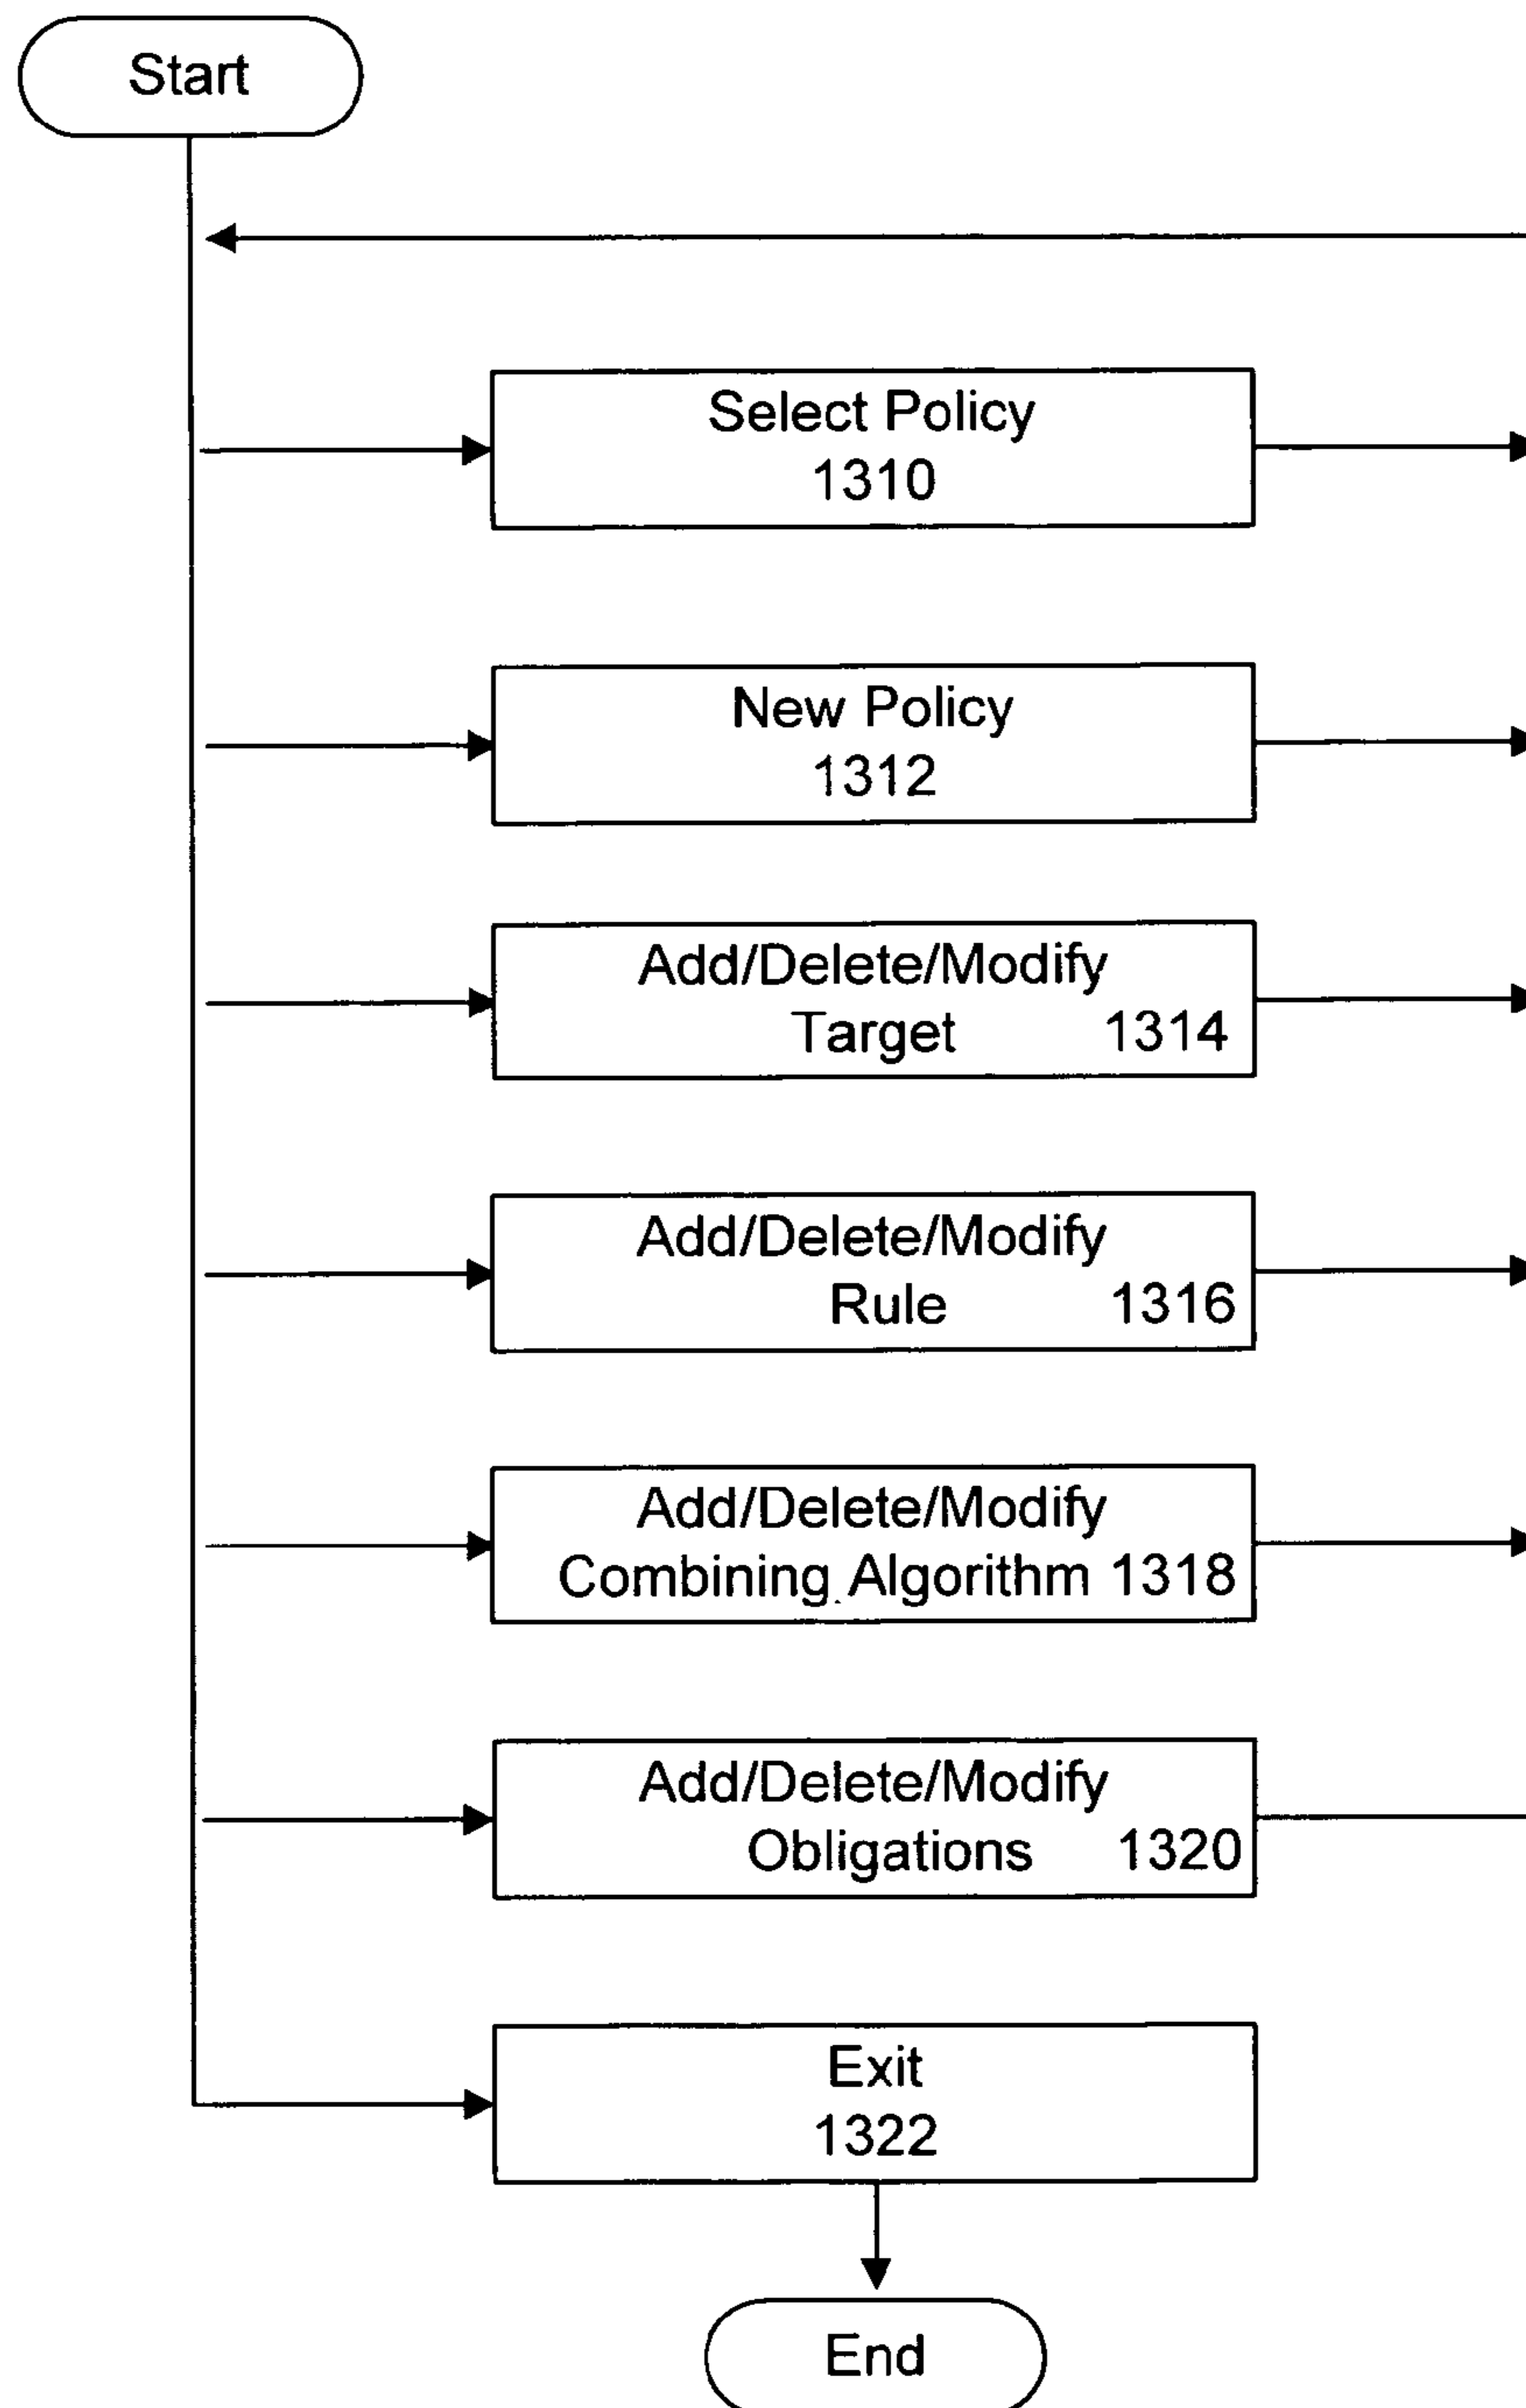 Start
Select Policy
1310
New Policy
1312
Add/Delete/Modify
Target 1314
Add/Delete/Modify
Rule 1316
Add/Delete/Modify
Combining Algorithm 1318
Add/Delete/Modify
Obligations 1320
Exit
1322
End